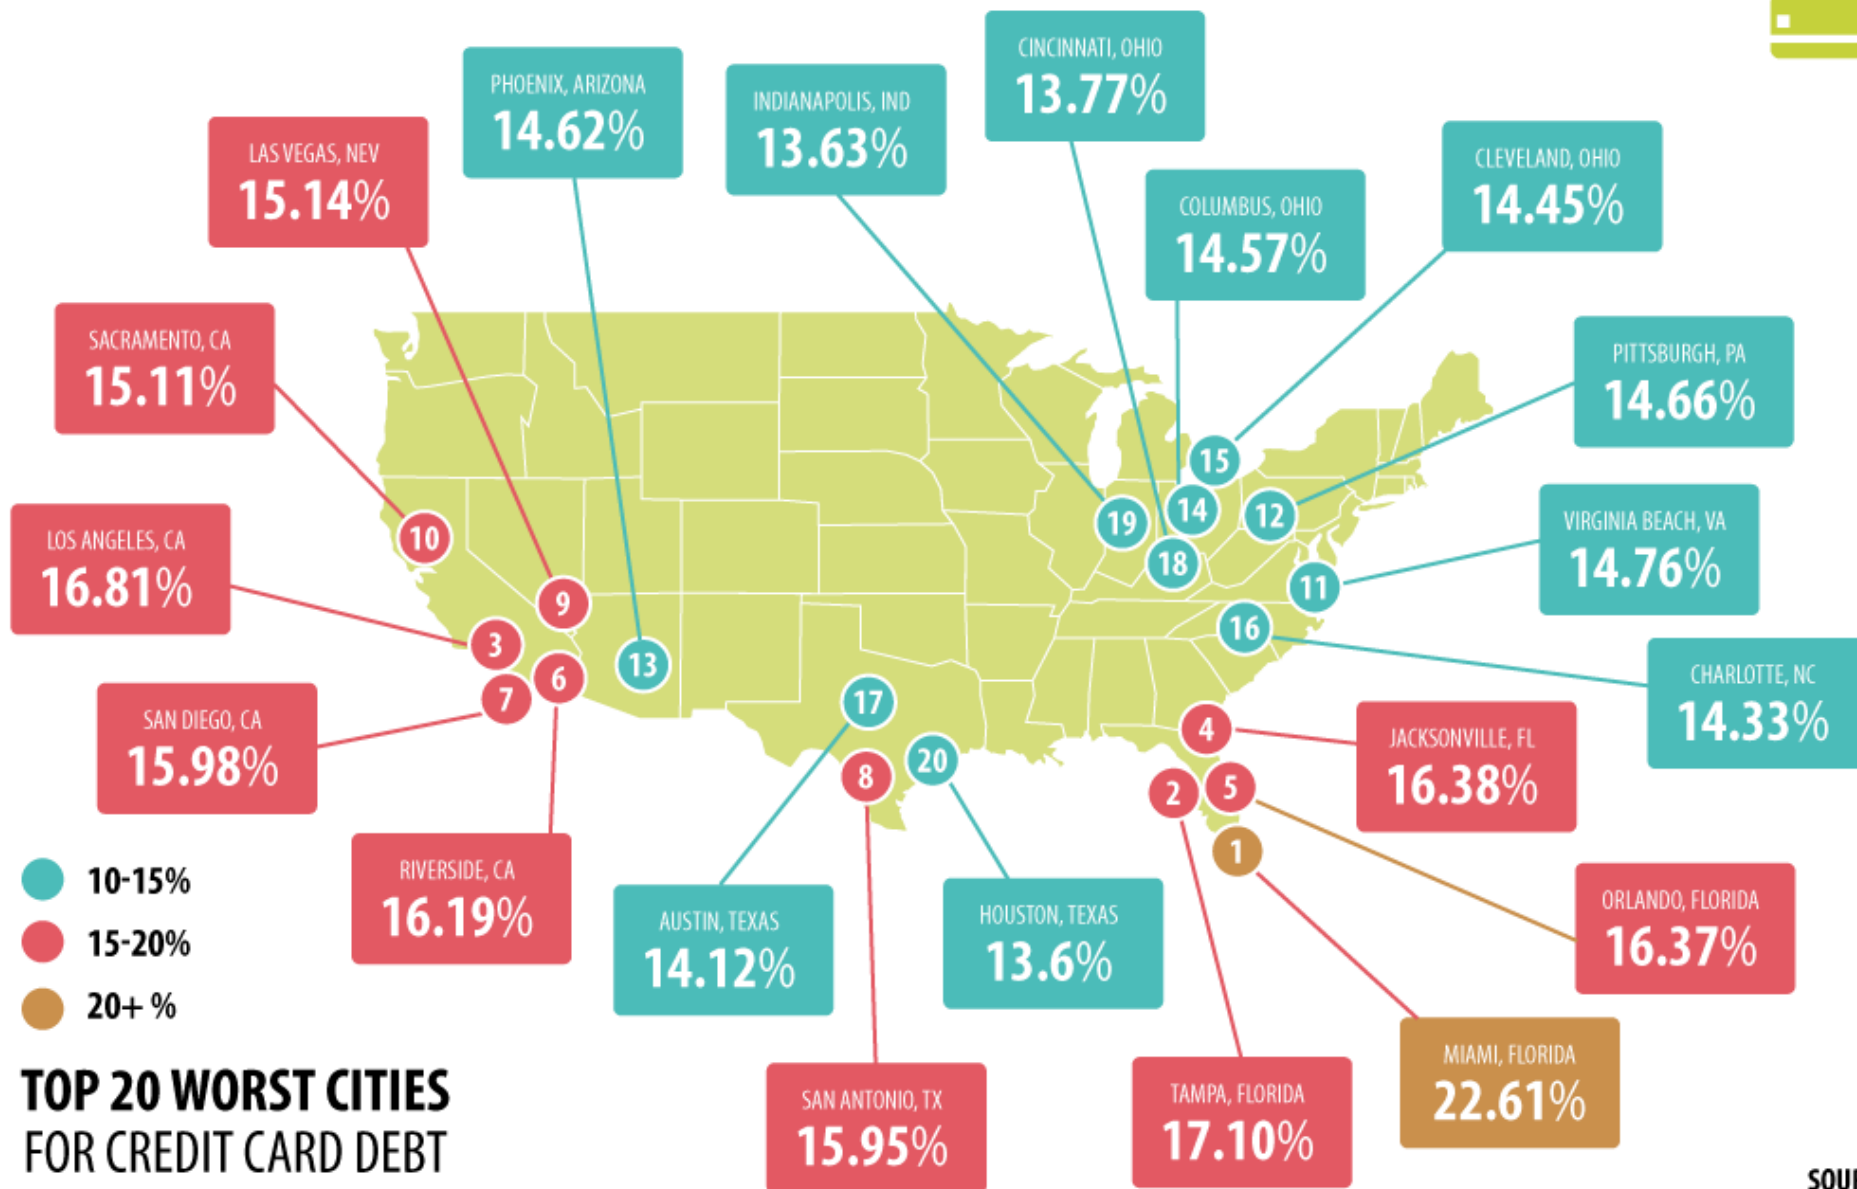 CINCINNATI, OHIO
13.77%
PHOENIX, ARIZONA
14.62%
INDIANAPOLIS, IND
13.63%
LAS VEGAS, NEV
15.14%
CLEVELAND, OHIO
14.45%
COLUMBUS, OHIO
14.57%
SACRAMENTO, CA
15.11%
PITTSBURGH, PA
14.66%
LOS ANGELES, CA
16.81%
VIRGINIA BEACH, VA
14.76%
CHARLOTTE, NC
14.33%
SAN DIEGO, CA
15.98%
JACKSONVILLE, FL
16.38%
RIVERSIDE, CA
16.19%
AUSTIN, TEXAS
14.12%
HOUSTON, TEXAS
13.6%
ORLANDO, FLORIDA
16.37%
MIAMI, FLORIDA
22.61%
SAN ANTONIO, TX
15.95%
TAMPA, FLORIDA
17.10%
15
14
12
19
10
18
11
9
16
3
13
6
7
17
4
20
8
5
2
1
10-15%
15-20%
20+ %
TOP 20 WORST CITIES
FOR CREDIT CARD DEBT
SOU